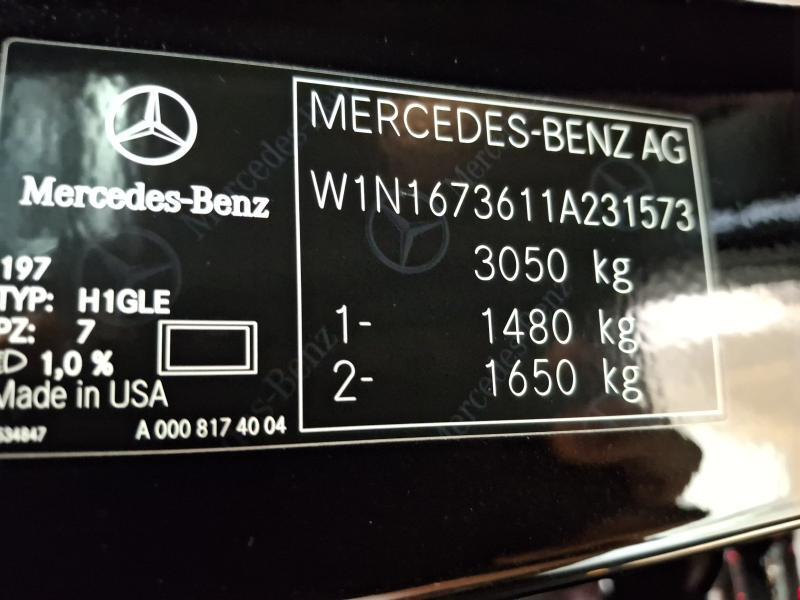 Mercedes-Benz
197
TYP: H1GLE
PZ: 7
1,0 %
Made in USA
534847
A 000 817 40 04
MERCEDES-BENZ AG
W1N1673611A231573
3050 kg
1- 1480 kg
2- 1650 kg